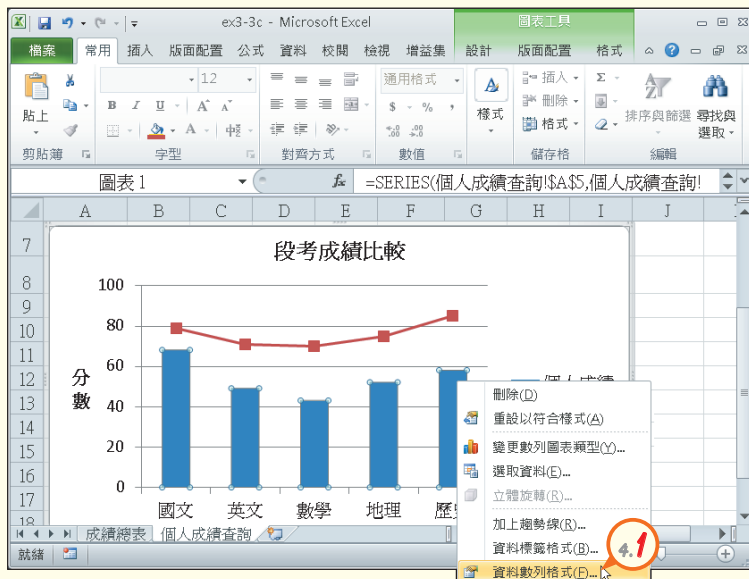 ex3-3c - Microsoft Excel
圖表工具
檔案 常用 插入 版面配置 公式 資料 校閱 檢視 增益集 設計 版面配置 格式
12
通用格式
插入
Σ
貼上
B I U A A
$ - % ,
樣式
刪除
排序與篩選 尋找與選取
A 中ž
.00 .00
格式
剪貼簿 字型 對齊方式 數值 儲存格 編輯
圖表 1 fx =SERIES(個人成績查詢!$A$5,個人成績查詢!
A B C D E F G H I J
7
8
9
10
11
12
13
14
15
16
17
18
段考成績比較
100
80
60
40
20
0
分數
國文 英文 數學 地理
個人成績
刪除(D)
重設以符合樣式(A)
變更數列圖表類型(Y)...
選取資料(E)...
立體旋轉(R)...
加上趨勢線(R)...
資料標籤格式(B)...
資料數列格式(F)...
4.1
成績總表 個人成績查詢
就緒